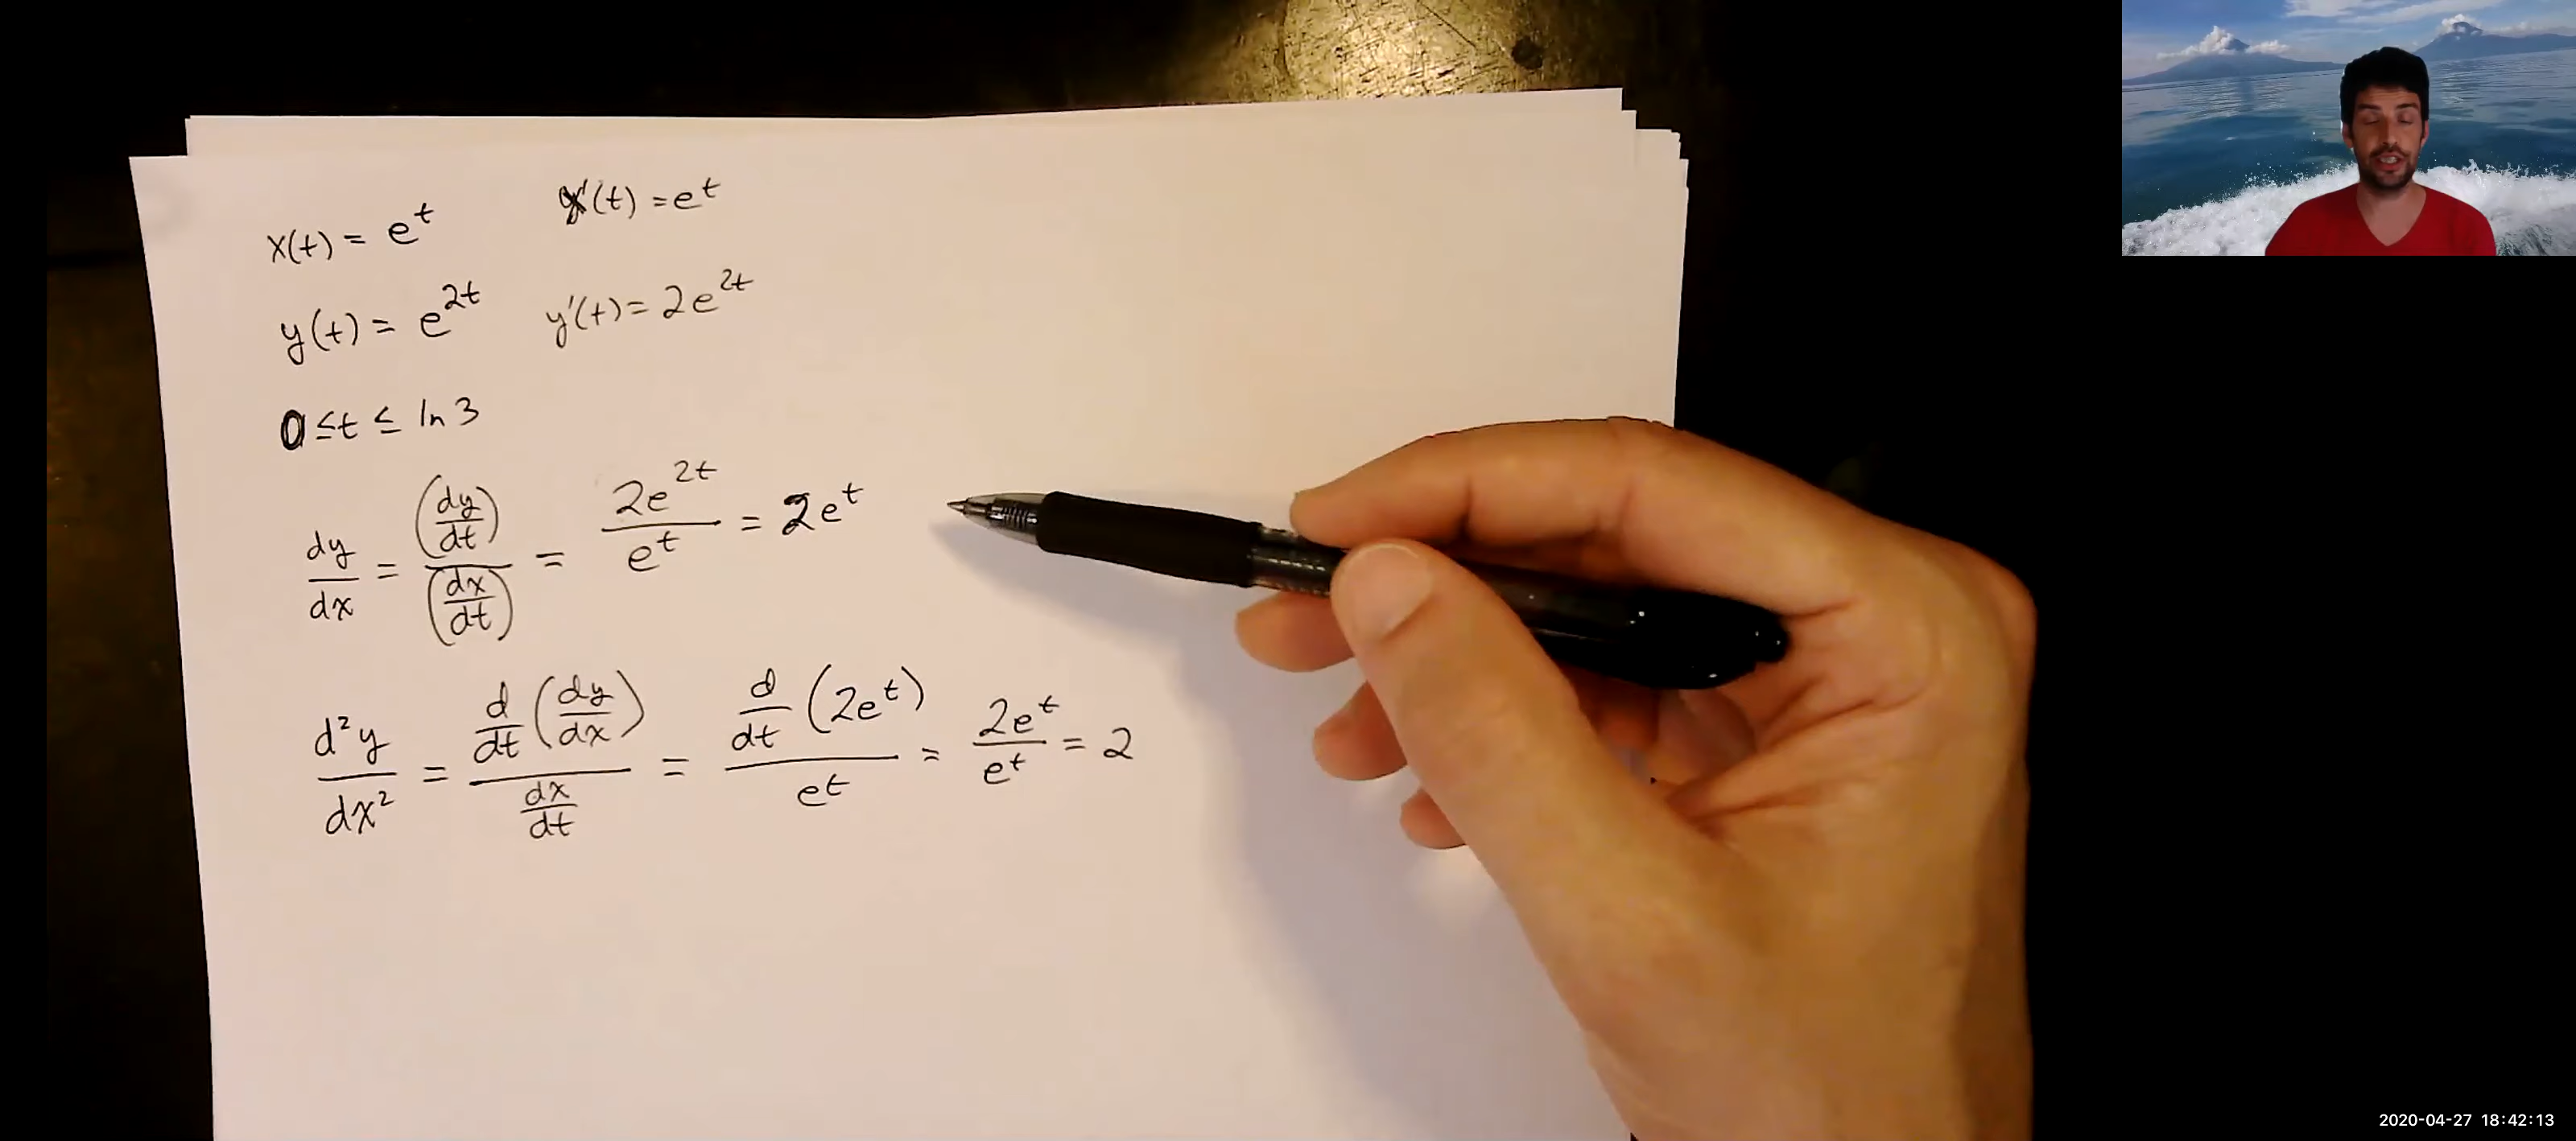 x(t) = e^t    x'(t) = e^t
y(t) = e^{2t}    y'(t) = 2e^{2t}
0 ≤ t ≤ ln 3
dy/dx = (dy/dt)/(dx/dt) = 2e^{2t}/e^t = 2e^t
d²y/dx² = d/dt(dy/dx)/(dx/dt) = d/dt(2e^t)/e^t = 2e^t/e^t = 2
2020-04-27 18:42:13